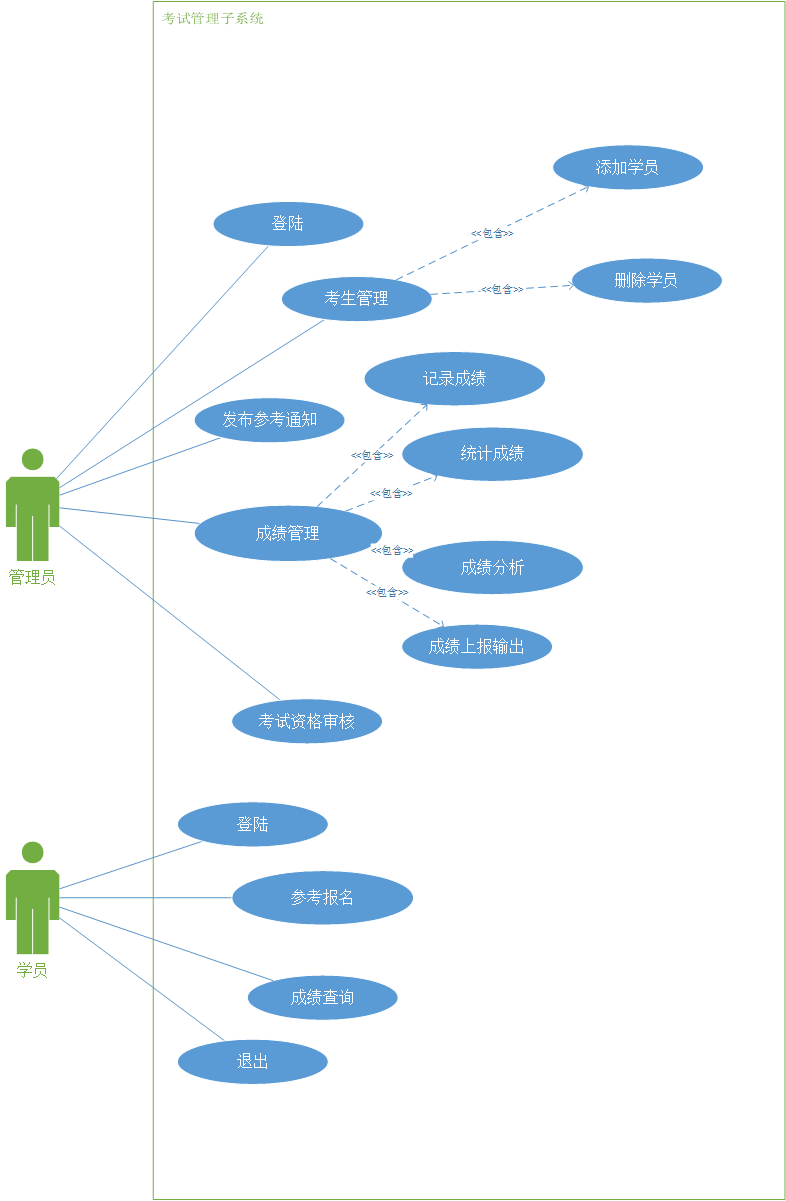 考试管理子系统
添加学员
登陆
<<包含>>
删除学员
<<包含>>
考生管理
记录成绩
发布参考通知
<<包含>>
统计成绩
<<包含>>
成绩管理
<<包含>>
成绩分析
管理员
<<包含>>
成绩上报输出
考试资格审核
登陆
参考报名
学员
成绩查询
退出